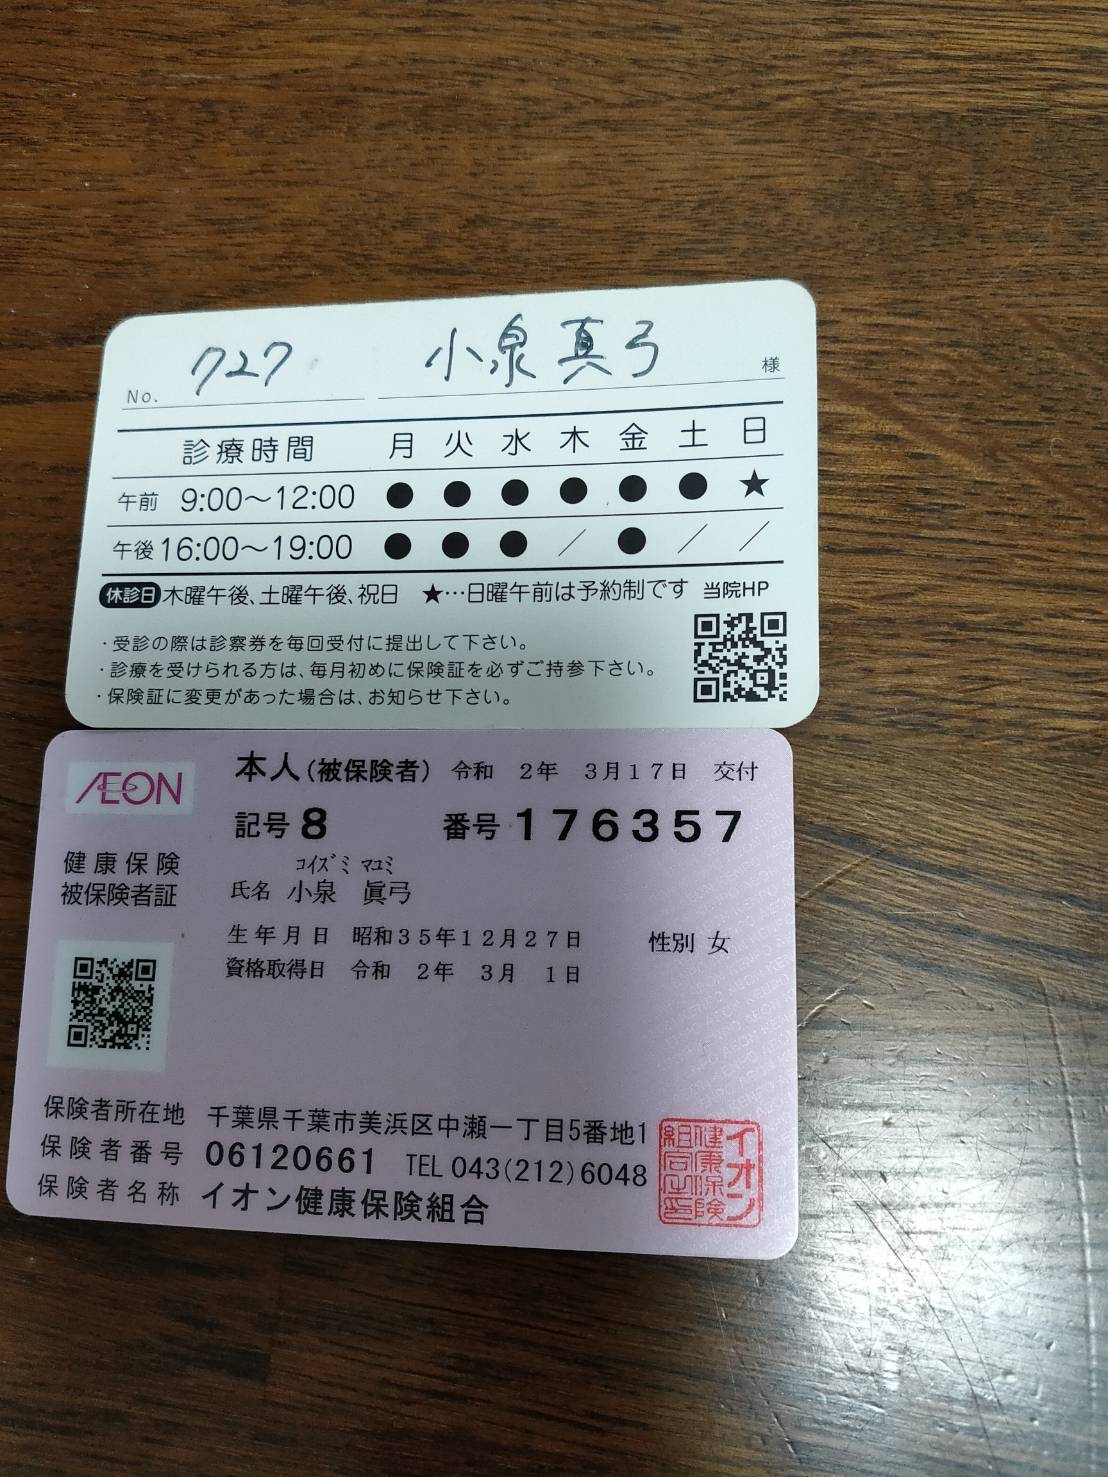 No. 727 小泉真弓 様
診療時間 月 火 水 木 金 土 日
午前 9:00～12:00 ● ● ● ● ● ● ★
午後 16:00～19:00 ● ● ● ／ ● ／ ／
休診日 木曜午後、土曜午後、祝日 ★…日曜午前は予約制です 当院HP
・受診の際は診察券を毎回受付に提出して下さい。
・診療を受けられる方は、毎月初めに保険証を必ずご持参下さい。
・保険証に変更があった場合は、お知らせ下さい。
AEON
本人(被保険者) 令和 2年 3月17日 交付
記号 8 番号 176357
健康保険
被保険者証
コイズミ マユミ
氏名 小泉 眞弓
生年月日 昭和35年12月27日 性別 女
資格取得日 令和 2年 3月 1日
保険者所在地 千葉県千葉市美浜区中瀬一丁目5番地1
保険者番号 06120661 TEL 043(212)6048
保険者名称 イオン健康保険組合
イオン
健康保険
組合之印